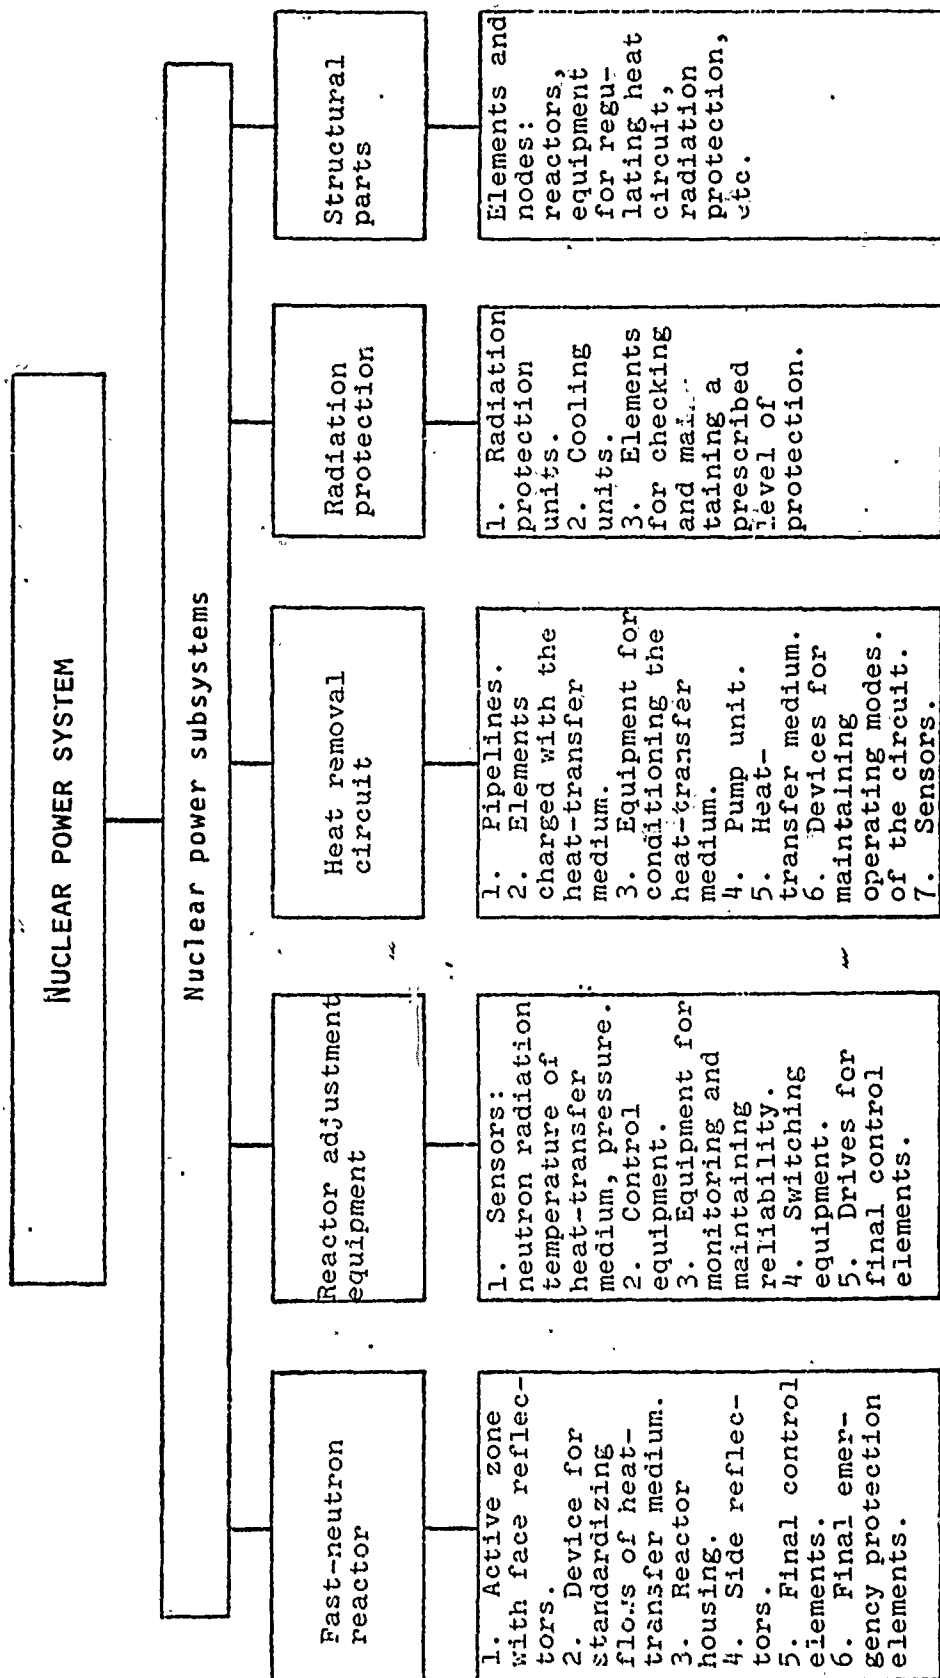 NUCLEAR POWER SYSTEM
Nuclear power subsystems
Fast-neutron
reactor
1. Active zone
with face reflec-
tors.
2. Device for
standardizing
flows of heat-
transfer medium.
3. Reactor
housing.
4. Side reflec-
tors.
5. Final control
elements.
6. Final emer-
gency protection
elements.
Reactor adjustment
equipment
1. Sensors:
neutron radiation
temperature of
heat-transfer
medium, pressure.
2. Control
equipment.
3. Equipment for
monitoring and
maintaining
reliability.
4. Switching
equipment.
5. Drives for
final control
elements.
Heat removal
circuit
1. Pipelines.
2. Elements
charged with the
heat-transfer
medium.
3. Equipment for
conditioning the
heat-transfer
medium.
4. Pump unit.
5. Heat-
transfer medium.
6. Devices for
maintaining
operating modes.
of the circuit.
7. Sensors.
Radiation
protection
1. Radiation
protection
units.
2. Cooling
units.
3. Elements
for checking
and main-
taining a
prescribed
level of
protection.
Structural
parts
Elements and
nodes:
reactors,
equipment
for regu-
lating heat
circuit,
radiation
protection,
etc.